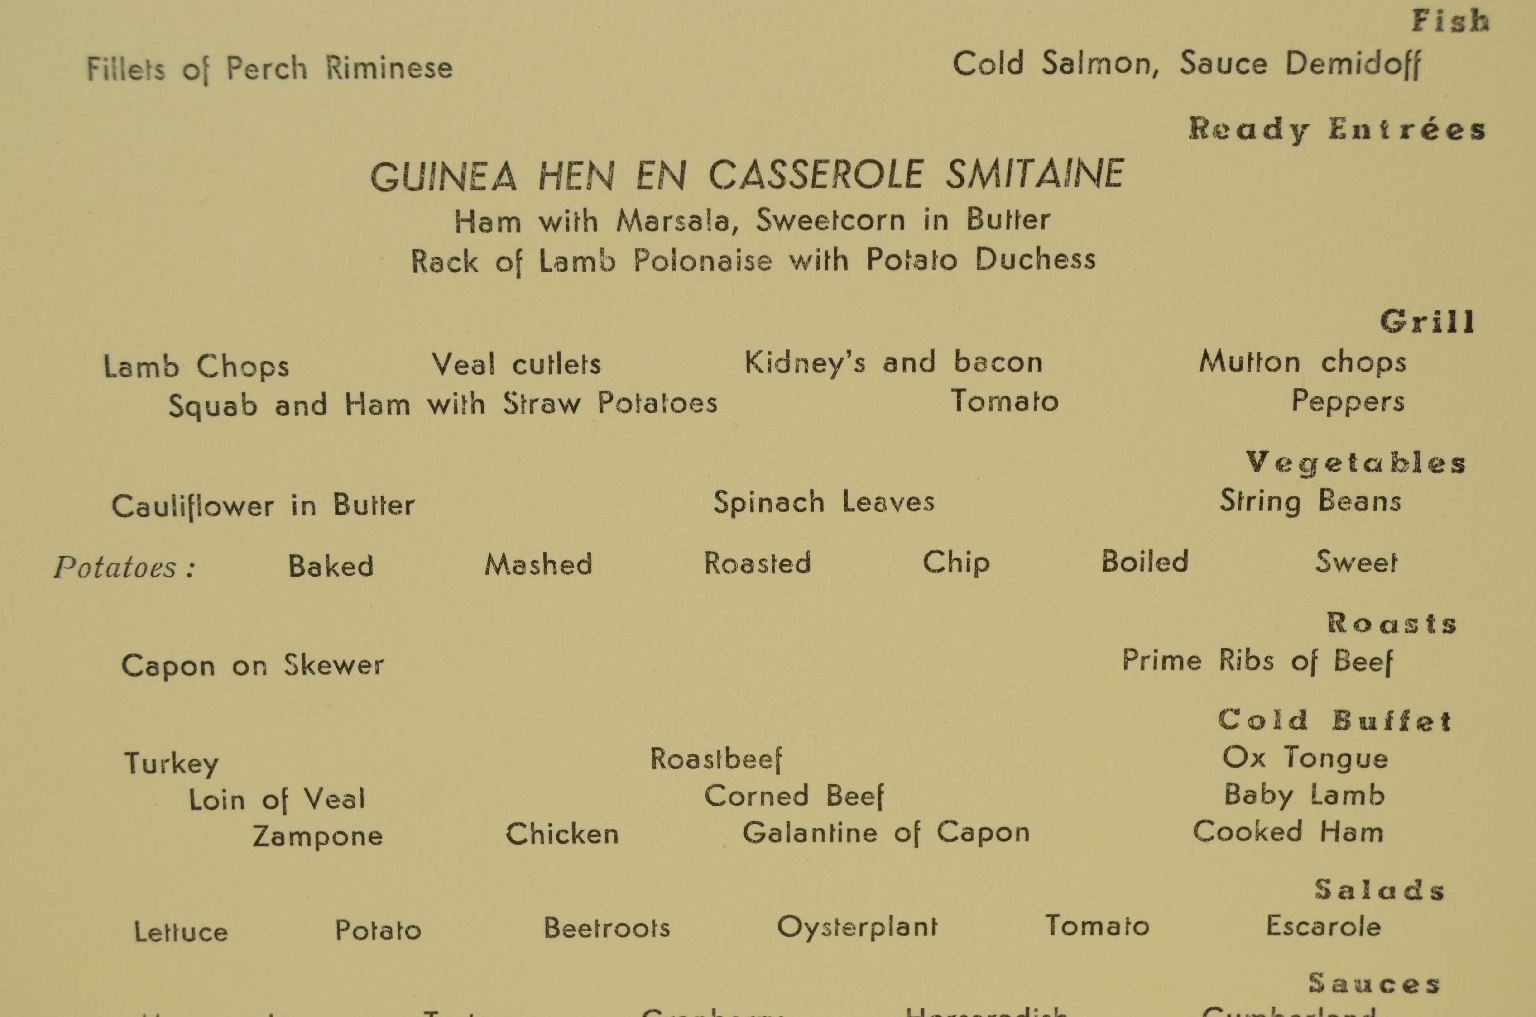 Fish
Fillets of Perch Riminese Cold Salmon, Sauce Demidoff
Ready Entrées
GUINEA HEN EN CASSEROLE SMITAINE
Ham with Marsala, Sweetcorn in Butter
Rack of Lamb Polonaise with Potato Duchess
Grill
Lamb Chops Veal cutlets Kidney's and bacon Mutton chops
Squab and Ham with Straw Potatoes Tomato Peppers
Vegetables
Cauliflower in Butter Spinach Leaves String Beans
Potatoes : Baked Mashed Roasted Chip Boiled Sweet
Roasts
Capon on Skewer Prime Ribs of Beef
Cold Buffet
Turkey Roastbeef Ox Tongue
Loin of Veal Corned Beef Baby Lamb
Zampone Chicken Galantine of Capon Cooked Ham
Salads
Lettuce Potato Beetroots Oysterplant Tomato Escarole
Sauces
Horseradish Cumberland